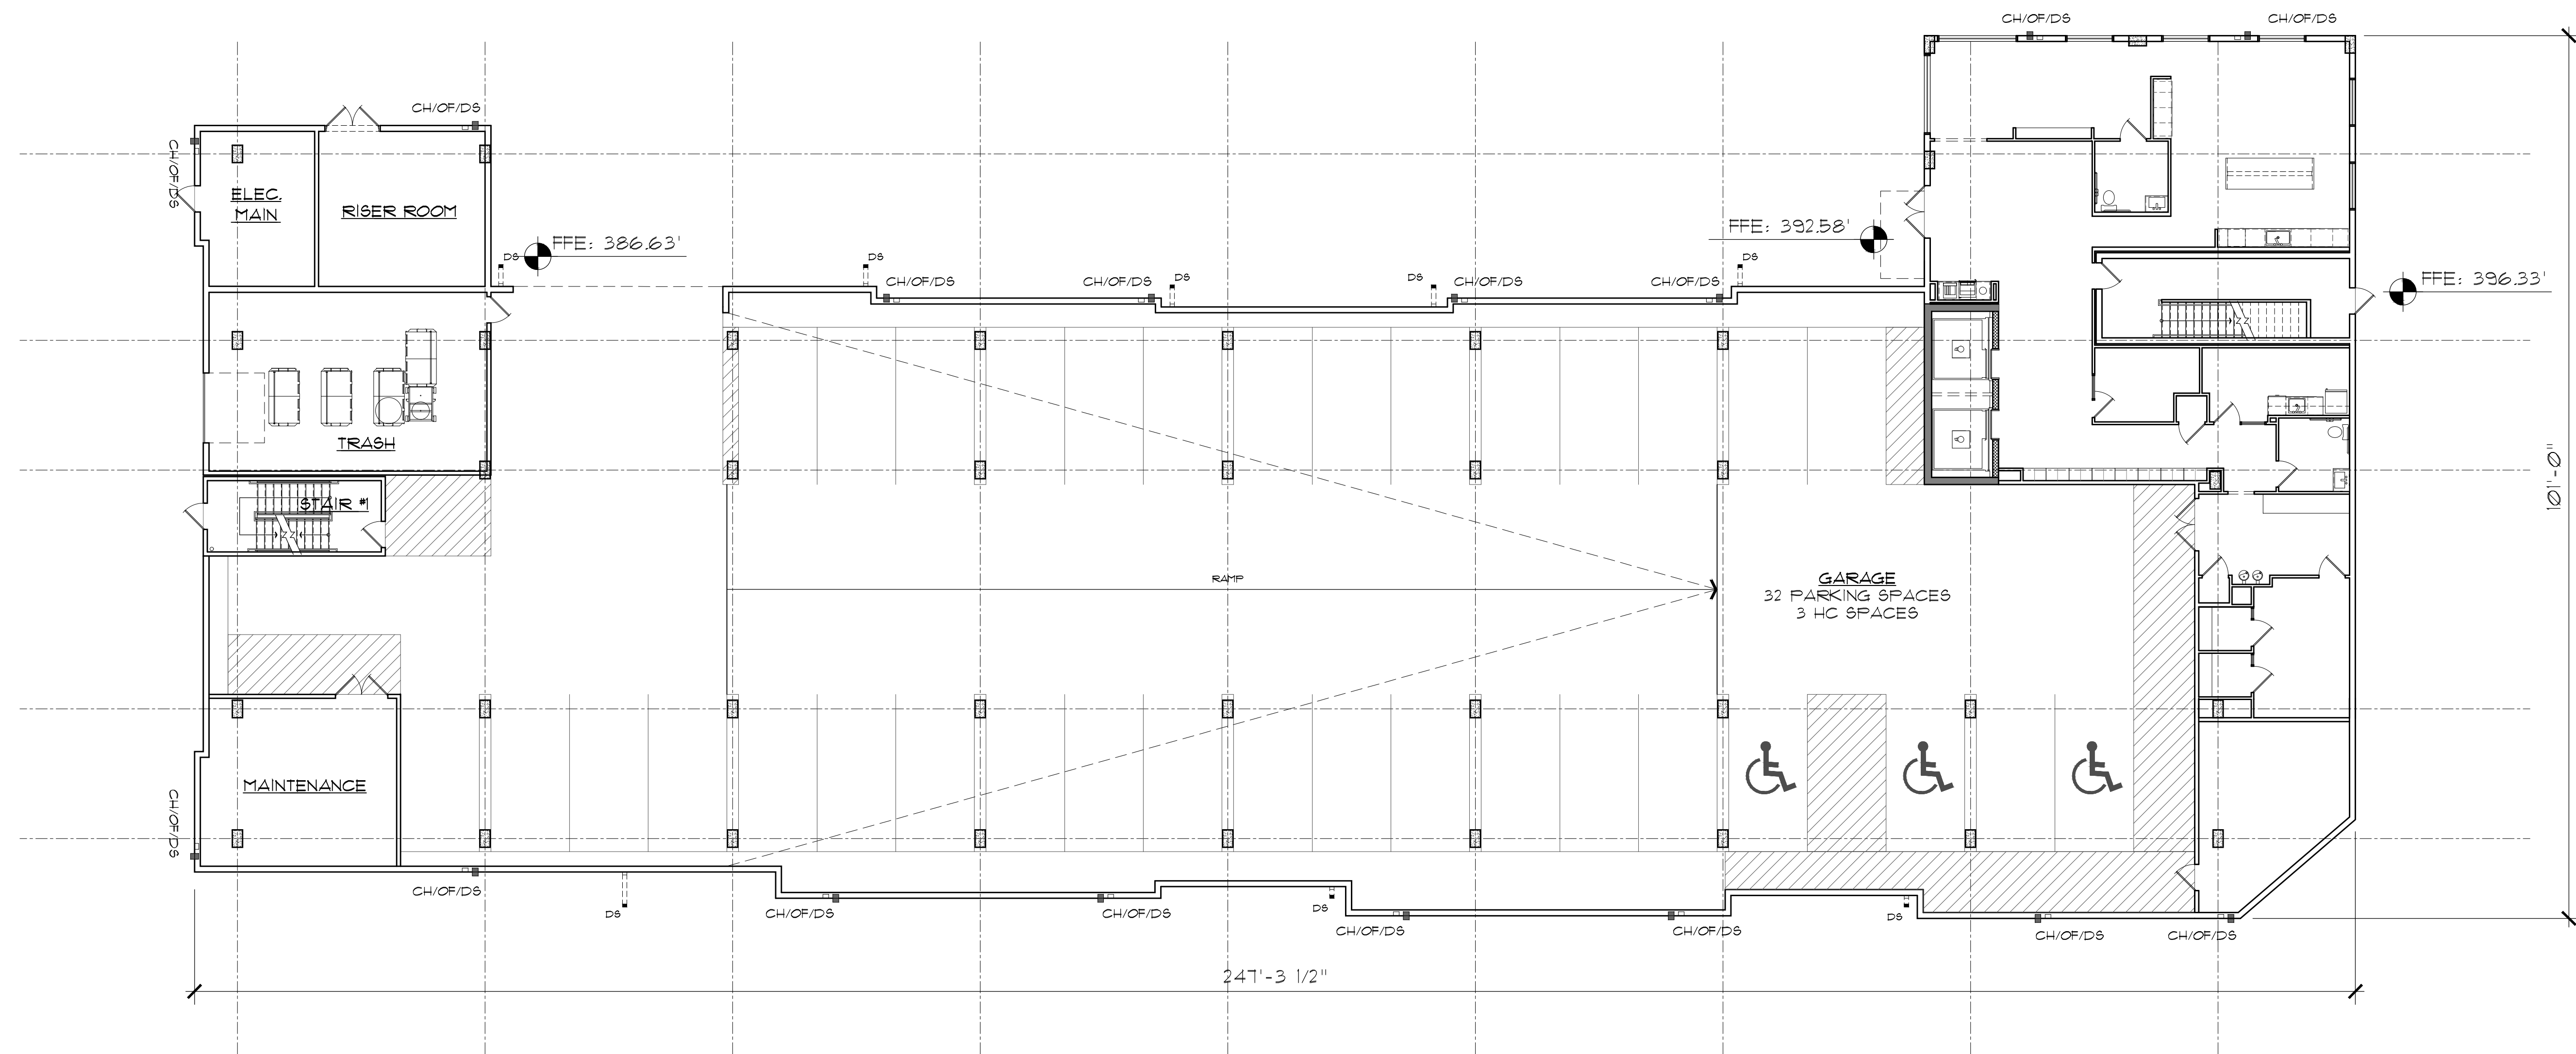 CH/OF/DS
CH/OF/DS
CH/OF/DS
CH/OF/DS
ELEC.
MAIN
RISER ROOM
FFE: 386.63'
FFE: 392.58'
DS
DS
DS
DS
DS
CH/OF/DS
CH/OF/DS
CH/OF/DS
CH/OF/DS
FFE: 396.33'
TRASH
STAIR #1
101'-0"
RAMP
GARAGE
32 PARKING SPACES
3 HC SPACES
MAINTENANCE
CH/OF/DS
CH/OF/DS
DS
CH/OF/DS
CH/OF/DS
DS
CH/OF/DS
CH/OF/DS
DS
CH/OF/DS
CH/OF/DS
247'-3 1/2"